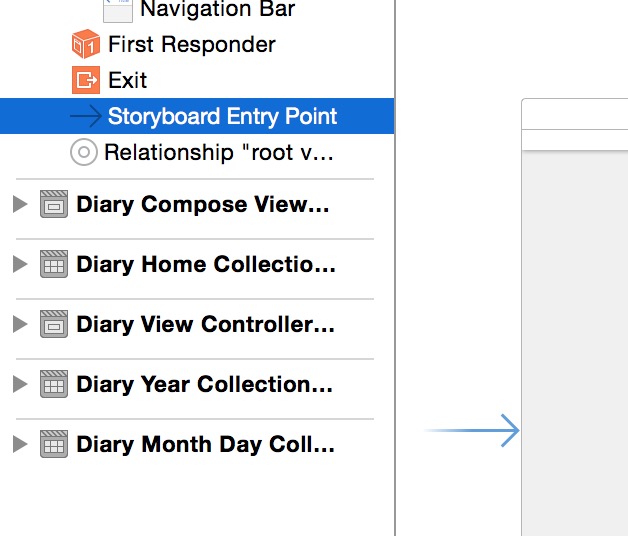 Navigation Bar
First Responder
Exit
Storyboard Entry Point
Relationship "root v...
Diary Compose View...
Diary Home Collectio...
Diary View Controller...
Diary Year Collection...
Diary Month Day Coll...